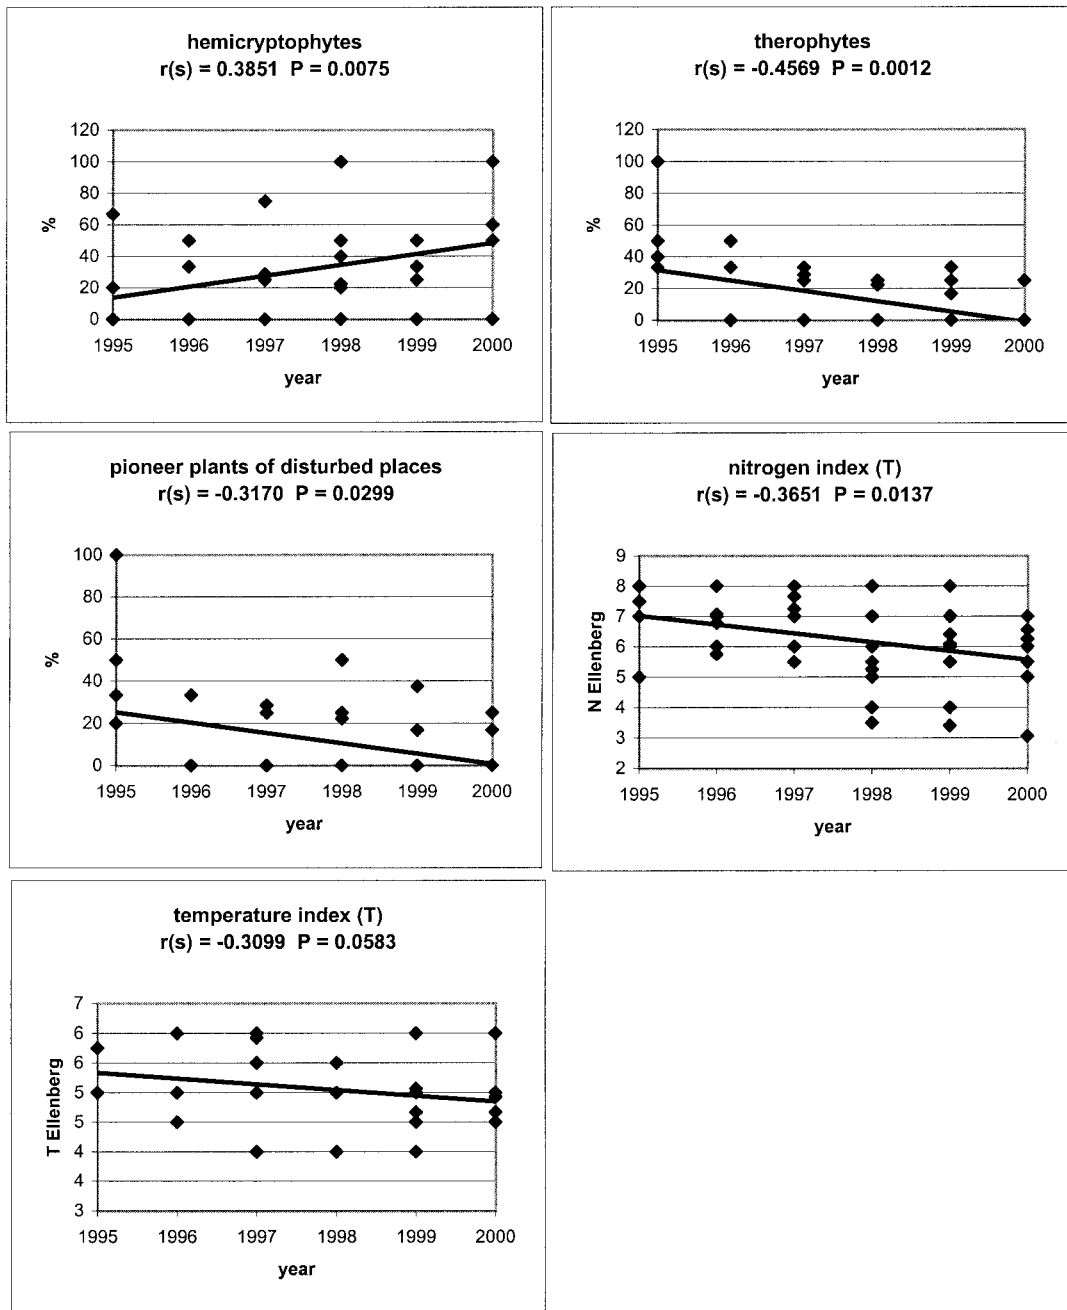 hemicryptophytes
r(s) = 0.3851 P = 0.0075
120
100
80
60
40
20
0
%
1995 1996 1997 1998 1999 2000
year
therophytes
r(s) = -0.4569 P = 0.0012
120
100
80
60
40
20
0
%
1995 1996 1997 1998 1999 2000
year
pioneer plants of disturbed places
r(s) = -0.3170 P = 0.0299
100
80
60
40
20
0
%
1995 1996 1997 1998 1999 2000
year
nitrogen index (T)
r(s) = -0.3651 P = 0.0137
9
8
7
6
5
4
3
2
N Ellenberg
1995 1996 1997 1998 1999 2000
year
temperature index (T)
r(s) = -0.3099 P = 0.0583
7
6
6
5
5
4
4
3
T Ellenberg
1995 1996 1997 1998 1999 2000
year